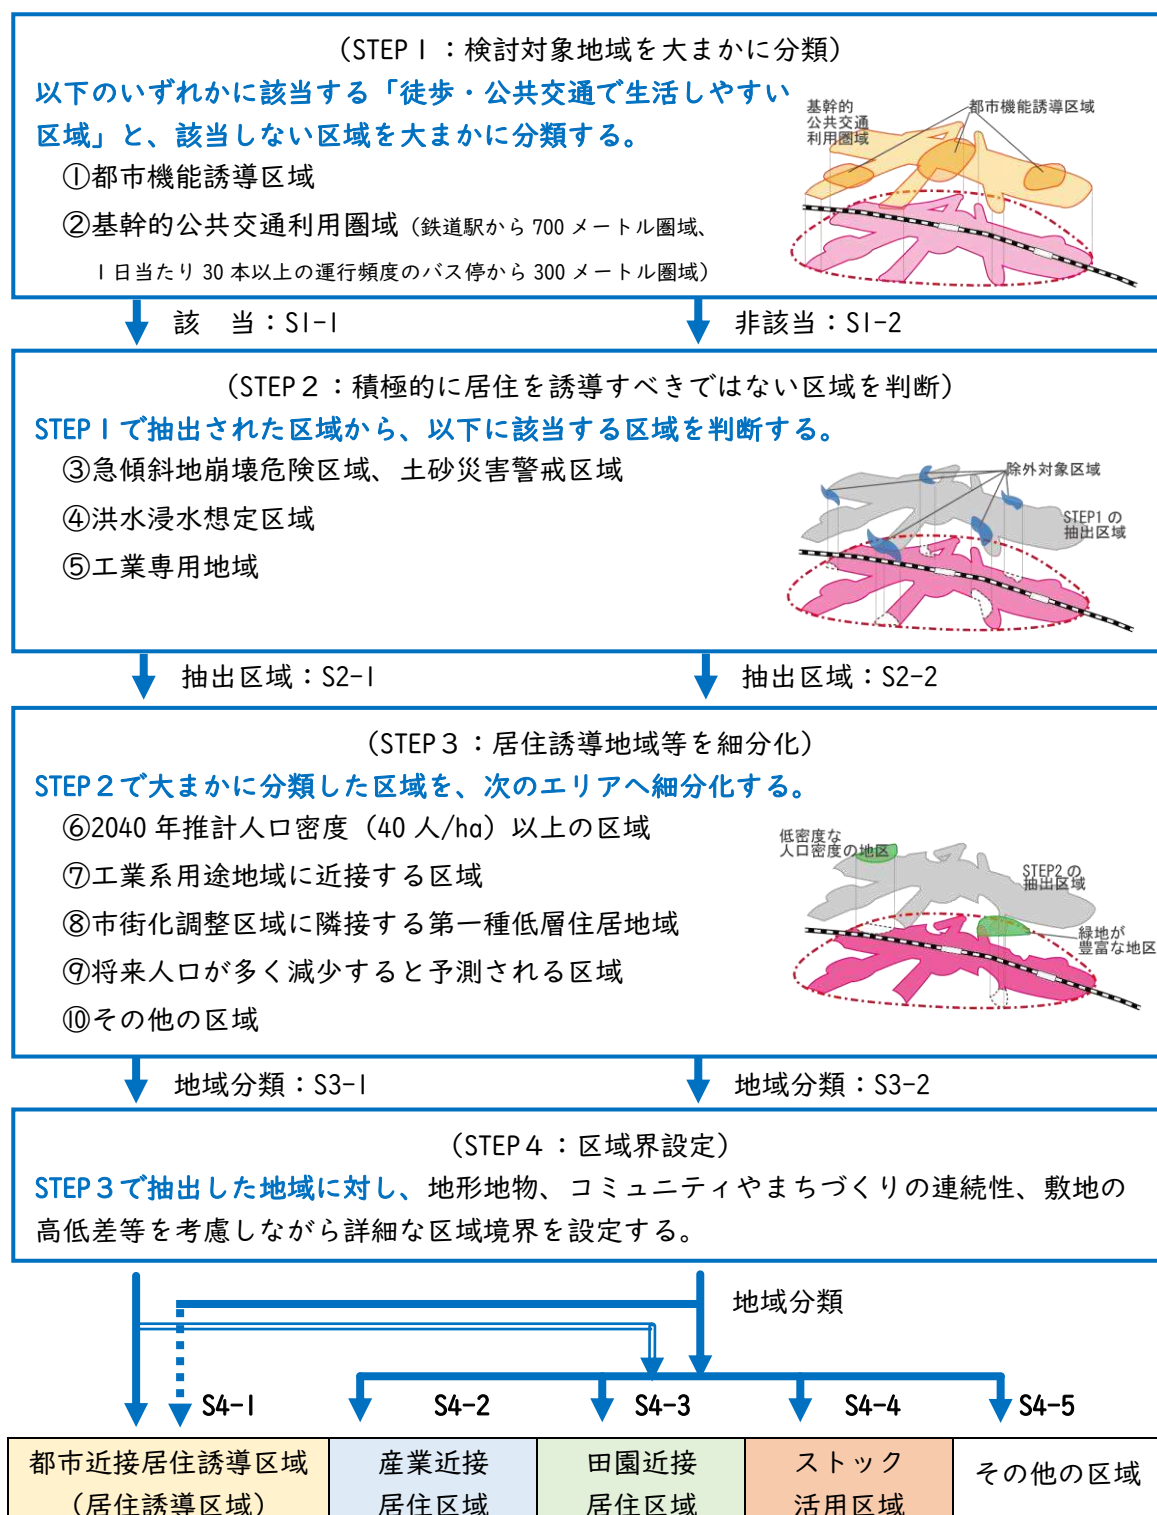 （STEP１：検討対象地域を大まかに分類）
以下のいずれかに該当する「徒歩・公共交通で生活しやすい
区域」と、該当しない区域を大まかに分類する。
①都市機能誘導区域
②基幹的公共交通利用圏域（鉄道駅から 700 メートル圏域、
１日当たり 30 本以上の運行頻度のバス停から 300 メートル圏域）
基幹的
公共交通
利用圏域
都市機能誘導区域
該　当：S1-1
非該当：S1-2
（STEP２：積極的に居住を誘導すべきではない区域を判断）
STEP１で抽出された区域から、以下に該当する区域を判断する。
③急傾斜地崩壊危険区域、土砂災害警戒区域
④洪水浸水想定区域
⑤工業専用地域
除外対象区域
STEP1 の
抽出区域
抽出区域：S2-1
抽出区域：S2-2
（STEP３：居住誘導地域等を細分化）
STEP２で大まかに分類した区域を、次のエリアへ細分化する。
⑥2040 年推計人口密度（40 人/ha）以上の区域
⑦工業系用途地域に近接する区域
⑧市街化調整区域に隣接する第一種低層住居地域
⑨将来人口が多く減少すると予測される区域
⑩その他の区域
低密度な
人口密度の地区
STEP2 の
抽出区域
緑地が
豊富な地区
地域分類：S3-1
地域分類：S3-2
（STEP４：区域界設定）
STEP３で抽出した地域に対し、地形地物、コミュニティやまちづくりの連続性、敷地の
高低差等を考慮しながら詳細な区域境界を設定する。
地域分類
S4-1
S4-2
S4-3
S4-4
S4-5
都市近接居住誘導区域
（居住誘導区域）
産業近接
居住区域
田園近接
居住区域
ストック
活用区域
その他の区域